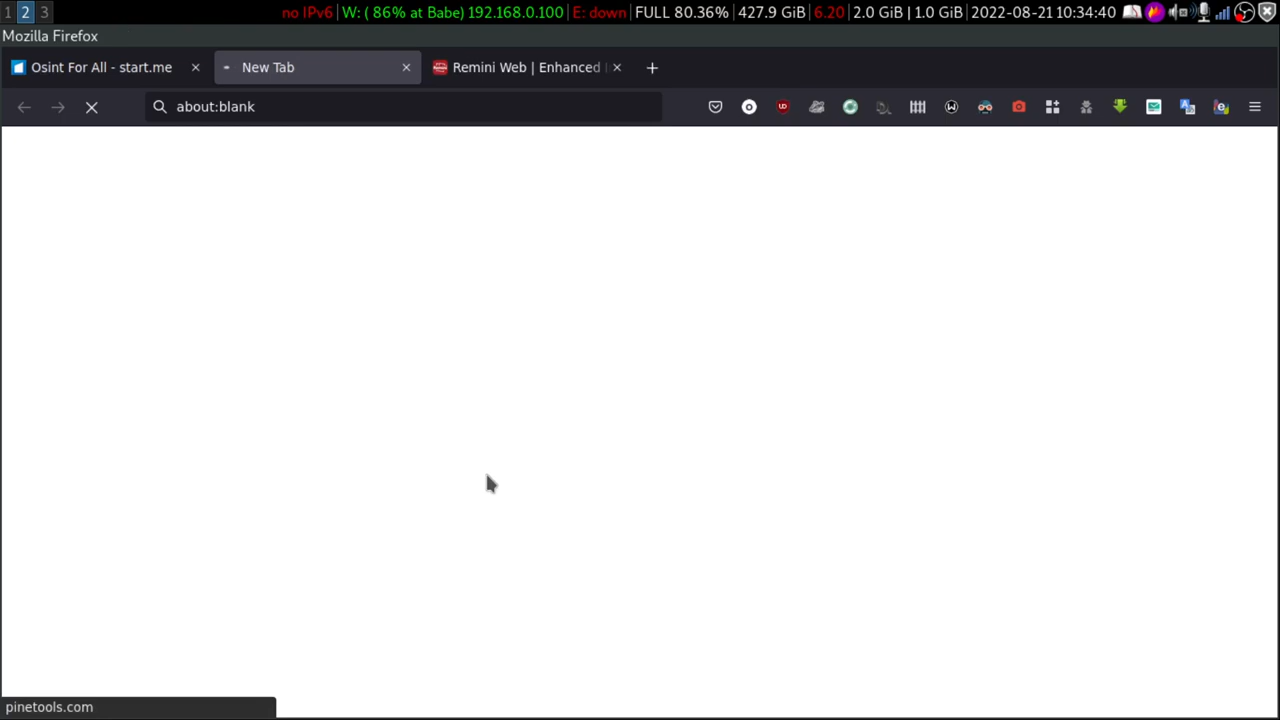 1 2 3 no IPv6 W: ( 86% at Babe) 192.168.0.100 E: down FULL 80.36% 427.9 GiB 6.20 2.0 GiB | 1.0 GiB 2022-08-21 10:34:40
Mozilla Firefox
Osint For All - start.me New Tab Remini Web | Enhanced
about:blank
pinetools.com